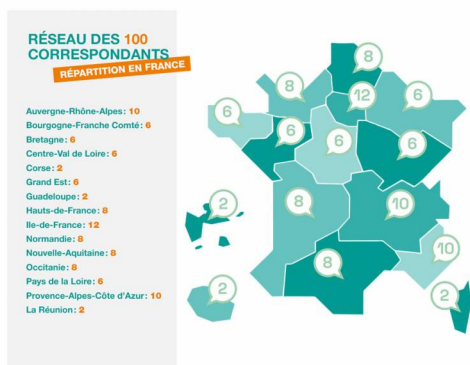 RÉSEAU DES 100
CORRESPONDANTS
RÉPARTITION EN FRANCE
Auvergne-Rhône-Alpes: 10
Bourgogne-Franche Comté: 6
Bretagne: 6
Centre-Val de Loire: 6
Corse: 2
Grand Est: 6
Guadeloupe: 2
Hauts-de-France: 8
Ile-de-France: 12
Normandie: 8
Nouvelle-Aquitaine: 8
Occitanie: 8
Pays de la Loire: 6
Provence-Alpes-Côte d'Azur: 10
La Réunion: 2
8
8
12
6
6
6
6
6
2
8
10
10
8
2
2